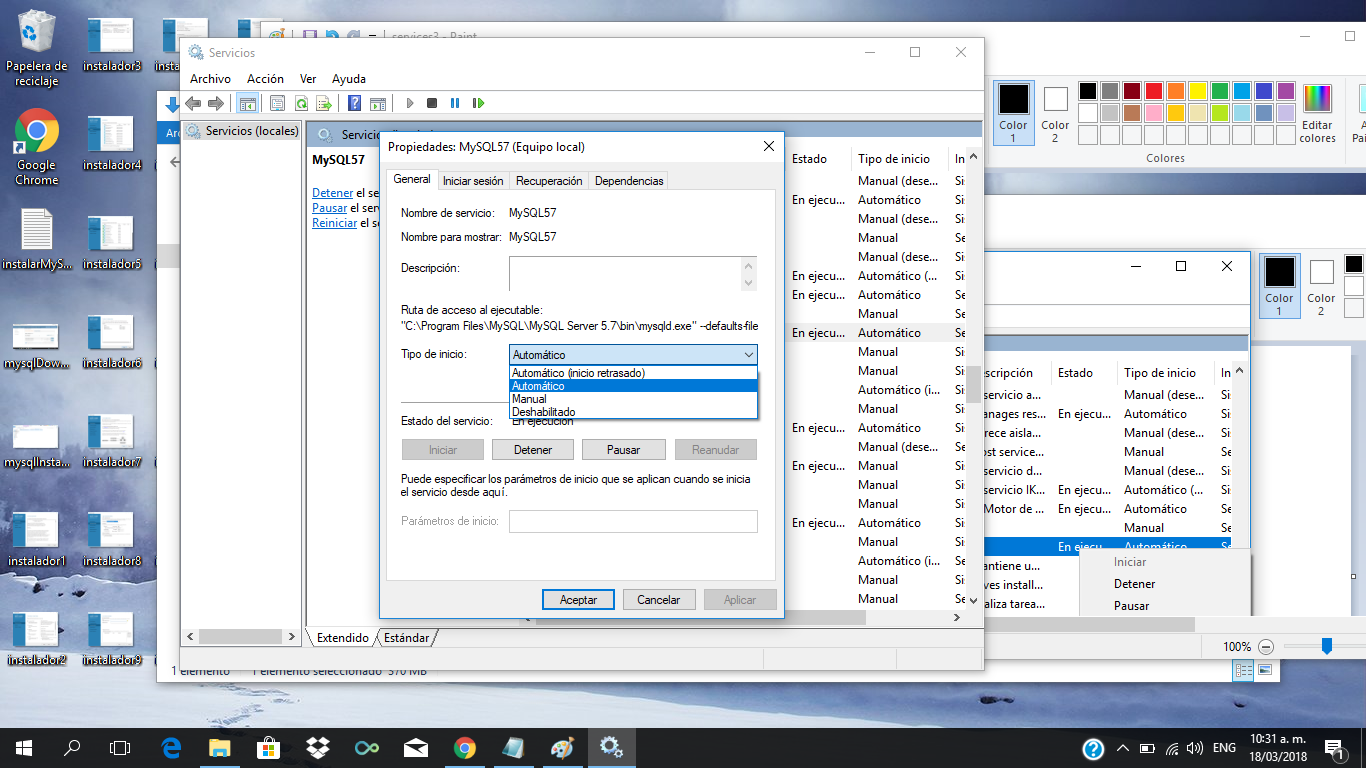 Papelera de
reciclaje
instalador3
Google
Chrome
instalador4
instalarMyS...
instalador5
mysqlDow...
instalador6
mysqlInsta...
instalador7
instalador1
instalador8
instalador2
instalador9
services3 - Paint
Servicios
Archivo Acción Ver Ayuda
Servicios (locales)
MySQL57
Detener el se
Pausar el serv
Reiniciar el s
Propiedades: MySQL57 (Equipo local)
General Iniciar sesión Recuperación Dependencias
Nombre de servicio: MySQL57
Nombre para mostrar: MySQL57
Descripción:
Ruta de acceso al ejecutable:
"C:\Program Files\MySQL\MySQL Server 5.7\bin\mysqld.exe" --defaults-file
Tipo de inicio: Automático
Automático (inicio retrasado)
Automático
Manual
Deshabilitado
Estado del servicio: En ejecución
Iniciar Detener Pausar Reanudar
Puede especificar los parámetros de inicio que se aplican cuando se inicia
el servicio desde aquí.
Parámetros de inicio:
Aceptar Cancelar Aplicar
Estado Tipo de inicio In
Manual (dese... Si
En ejecu... Automático Se
Manual (dese... Si
Manual Se
Manual (dese... Si
En ejecu... Automático (... Si
En ejecu... Automático Se
Manual Si
En ejecu... Automático Se
Manual Si
Manual Si
Automático (i... Si
Manual Si
En ejecu... Automático Se
Manual (dese... Si
En ejecu... Manual Si
Manual Si
Manual Si
En ejecu... Automático Si
Manual Si
Automático (i... Se
Manual Si
Manual Se
Extendido Estándar
1 elemento 1 elemento seleccionado 370 MB
Color
1
Color
2
Editar
colores
Colores
Color
1
Color
2
scripción Estado Tipo de inicio In
servicio a... Manual (dese... Si
anages res... En ejecu... Automático Se
rece aisla... Manual (dese... Si
ost service... Manual Se
servicio d... Manual (dese... Si
servicio IK... En ejecu... Automático (... Si
Motor de ... En ejecu... Automático Se
Manual Si
En ejecu... Automático Se
antiene u...
ves install...
aliza tarea...
Iniciar
Detener
Pausar
100%
ENG
10:31 a. m.
18/03/2018
1